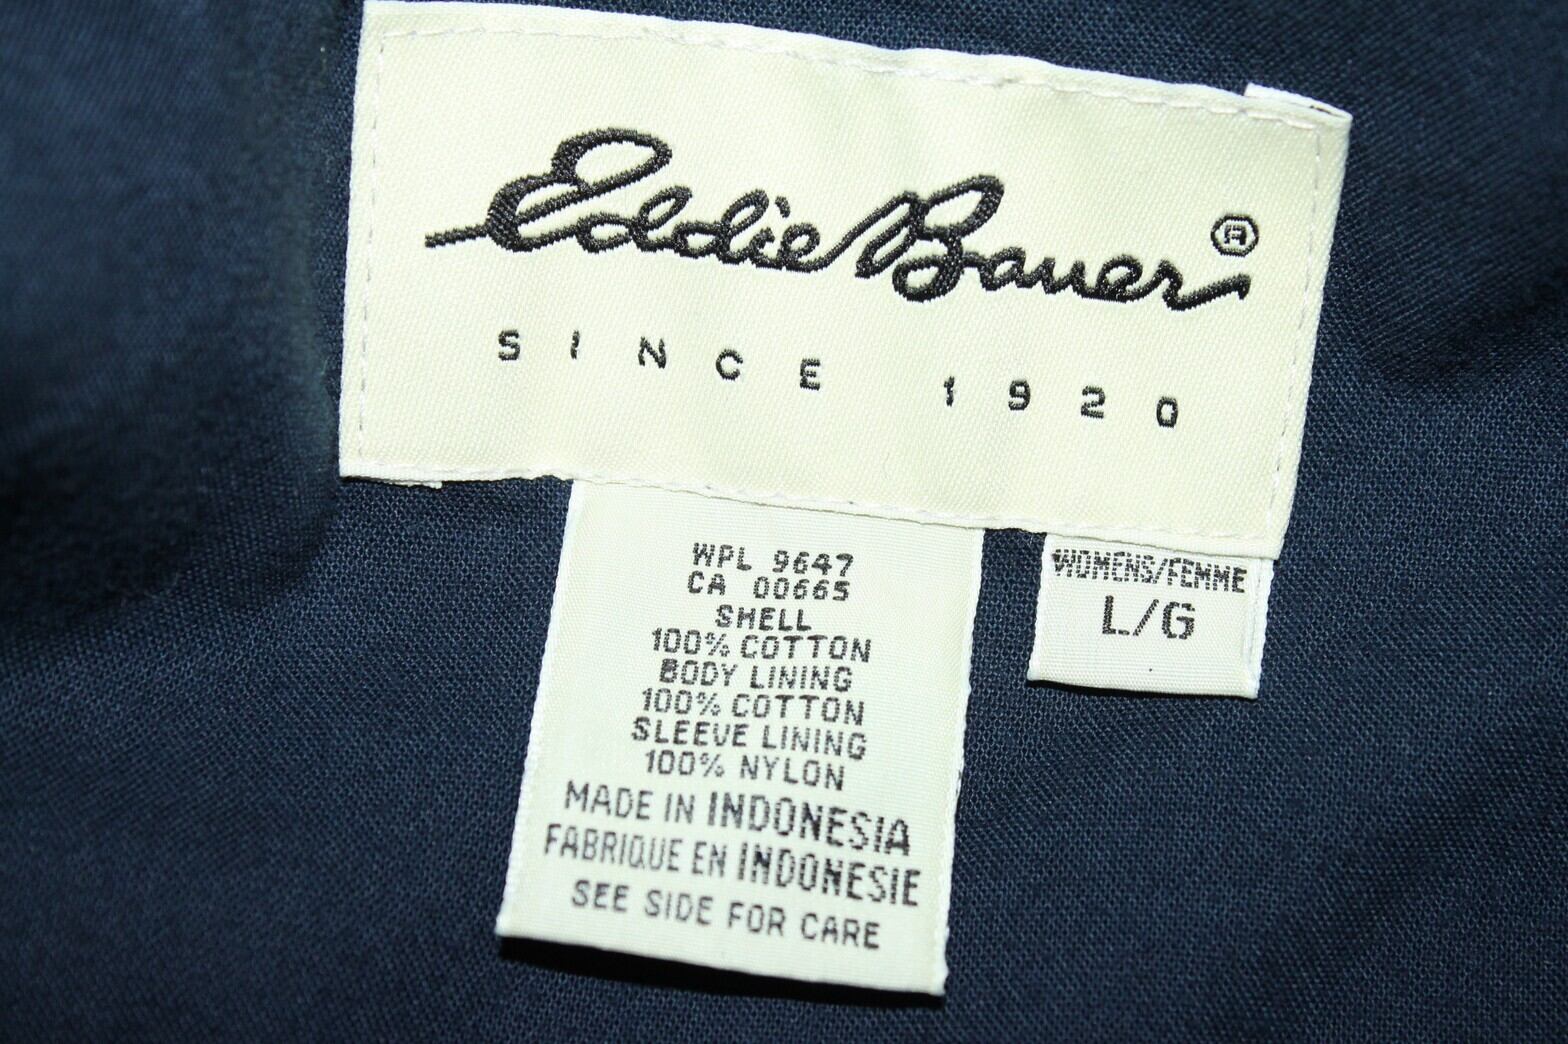 Eddie Bauer®
SINCE 1920
WPL 9647
CA 00665
SHELL
100% COTTON
BODY LINING
100% COTTON
SLEEVE LINING
100% NYLON
MADE IN INDONESIA
FABRIQUE EN INDONESIE
SEE SIDE FOR CARE
WOMENS/FEMME
L/G